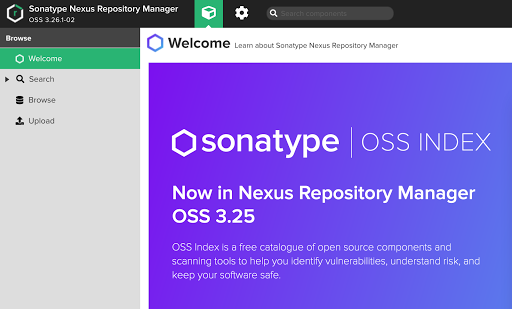 Sonatype Nexus Repository Manager
OSS 3.26.1-02
Search components
Browse
Welcome
Search
Browse
Upload
Welcome Learn about Sonatype Nexus Repository Manager
sonatype OSS INDEX
Now in Nexus Repository Manager
OSS 3.25
OSS Index is a free catalogue of open source components and
scanning tools to help you identify vulnerabilities, understand risk, and
keep your software safe.